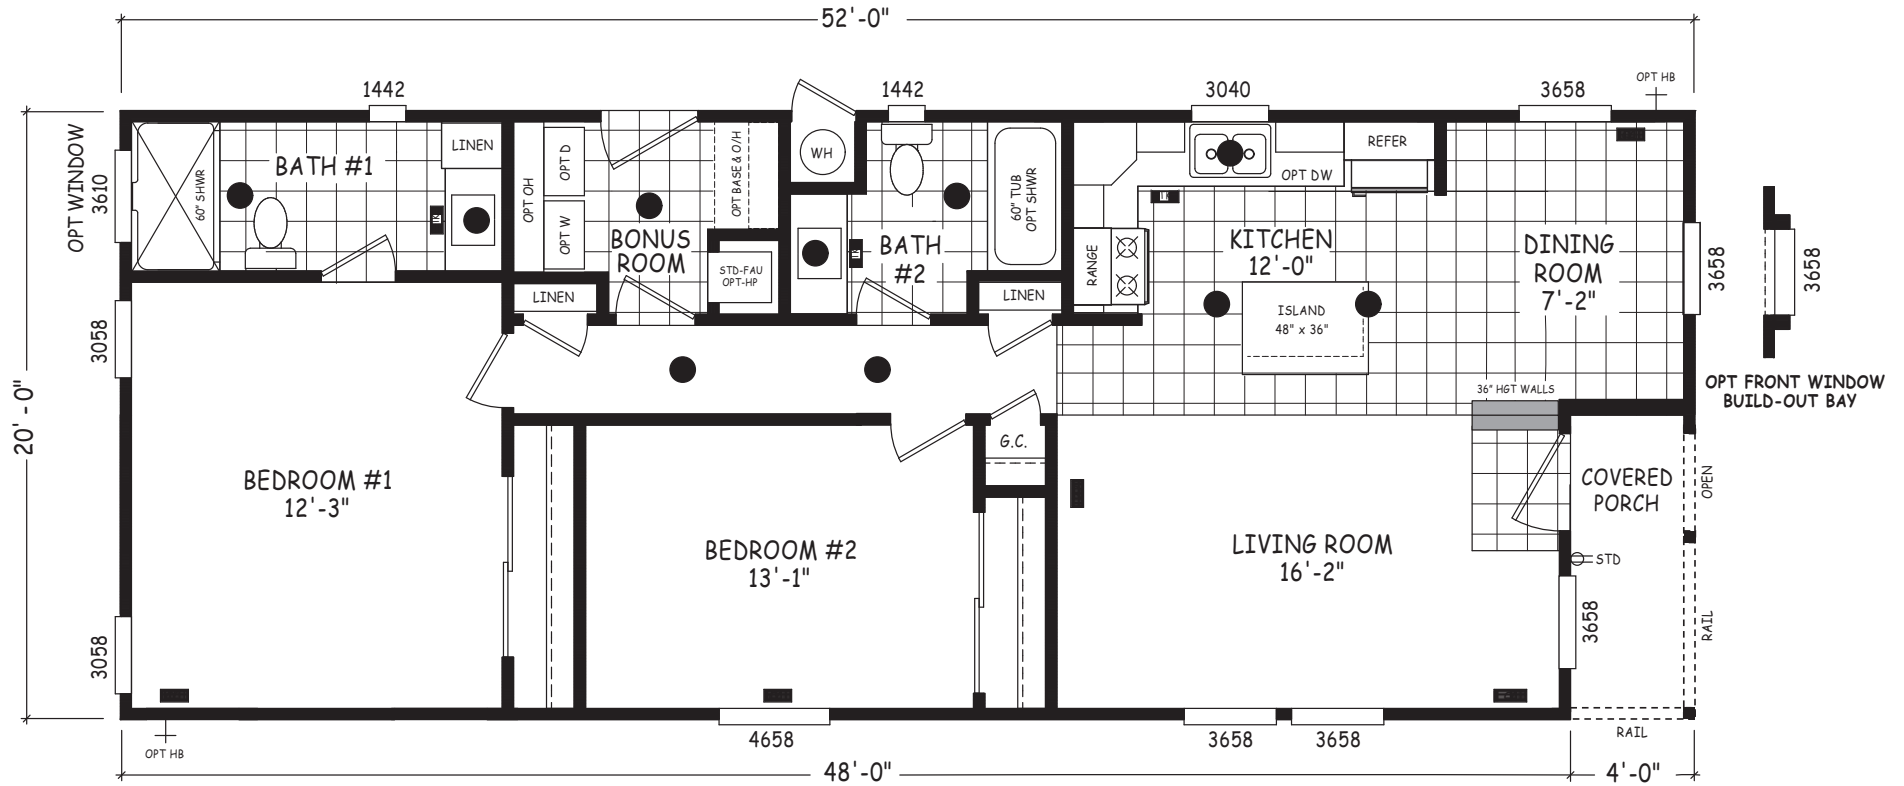 52'-0"
1442
1442
3040
3658
OPT HB
OPT WINDOW
3610
60" SHWR
BATH #1
LINEN
OPT OH
OPT D
OPT W
OPT BASE & O/H
BONUS
ROOM
STD-FAU
OPT-HP
WH
BATH
#2
60" TUB
OPT SHWR
REFER
OPT DW
RANGE
KITCHEN
12'-0"
DINING
ROOM
7'-2"
ISLAND
48" x 36"
3658
3658
OPT FRONT WINDOW
BUILD-OUT BAY
LINEN
LINEN
36" HGT WALLS
3058
20'-0"
G.C.
BEDROOM #1
12'-3"
BEDROOM #2
13'-1"
LIVING ROOM
16'-2"
COVERED
PORCH
OPEN
STD
3658
RAIL
3058
OPT HB
4658
3658
3658
RAIL
48'-0"
4'-0"